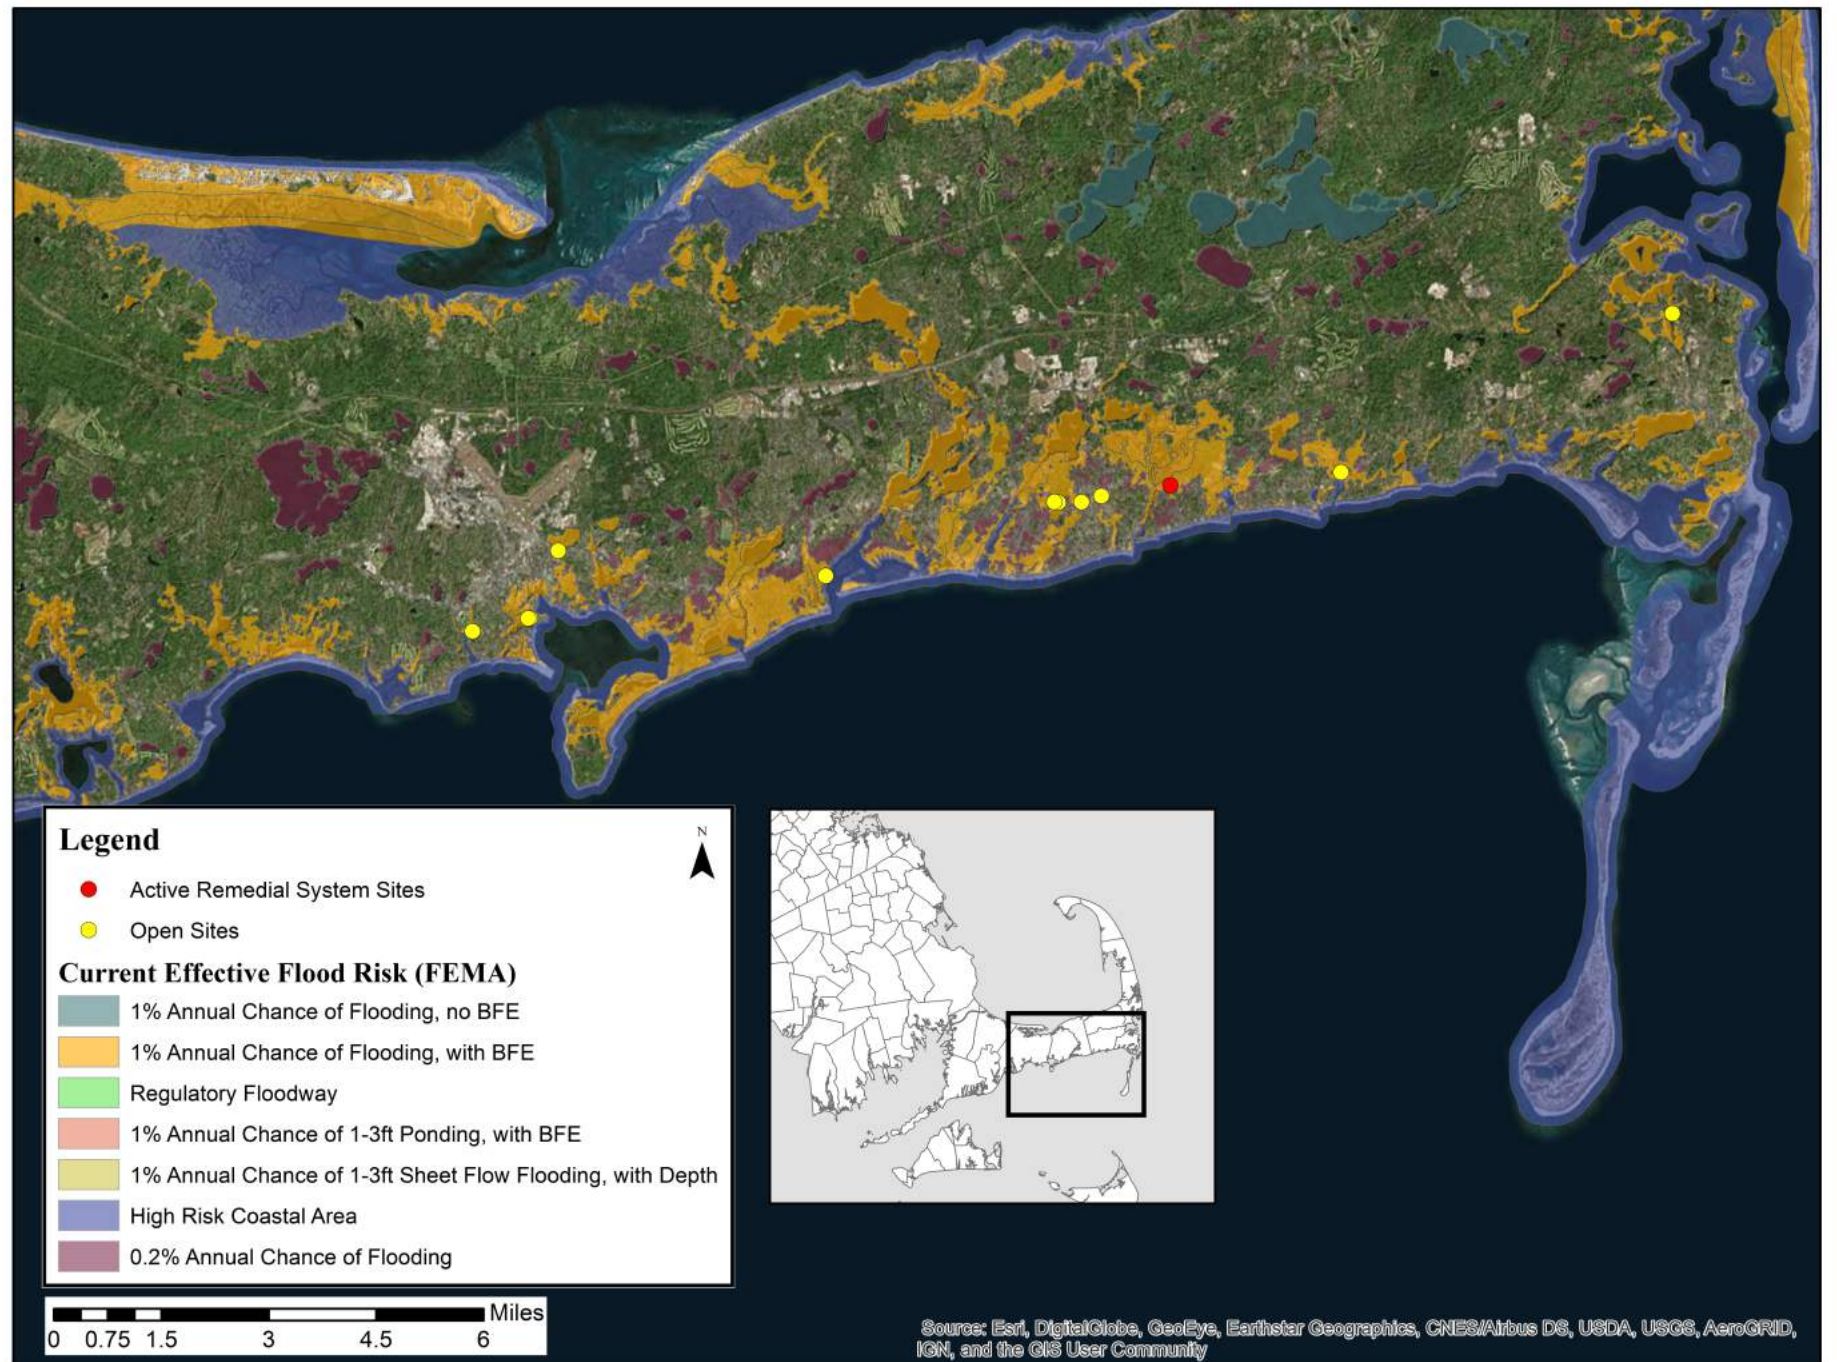 Legend
N
Active Remedial System Sites
Open Sites
Current Effective Flood Risk (FEMA)
1% Annual Chance of Flooding, no BFE
1% Annual Chance of Flooding, with BFE
Regulatory Floodway
1% Annual Chance of 1-3ft Ponding, with BFE
1% Annual Chance of 1-3ft Sheet Flow Flooding, with Depth
High Risk Coastal Area
0.2% Annual Chance of Flooding
Miles
0 0.75 1.5 3 4.5 6
Source: Esri, DigitalGlobe, GeoEye, Earthstar Geographics, CNES/Airbus DS, USDA, USGS, AeroGRID,
IGN, and the GIS User Community